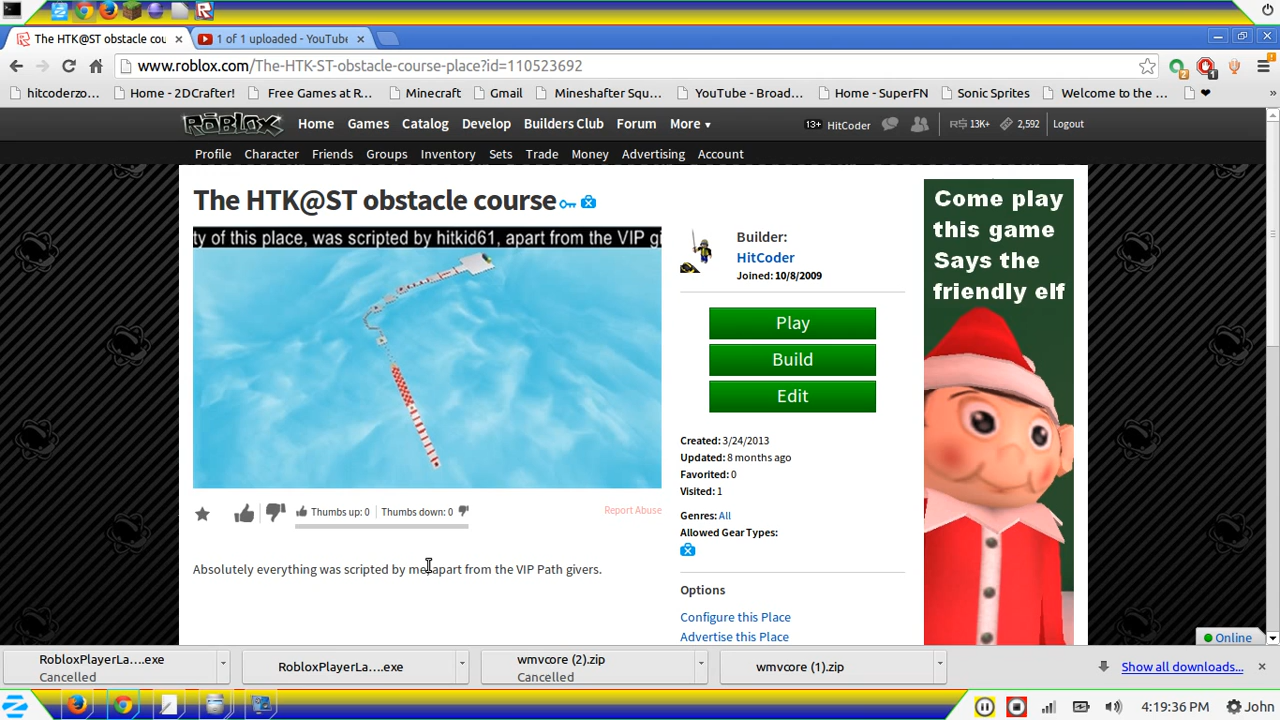 The HTK@ST obstacle cou
1 of 1 uploaded - YouTube
www.roblox.com/The-HTK-ST-obstacle-course-place?id=110523692
hitcoderzo... Home - 2DCrafter! Free Games at R... Minecraft Gmail Mineshafter Squ... YouTube - Broad... Home - SuperFN Sonic Sprites Welcome to the ... ❤ »
ROBLOX Home Games Catalog Develop Builders Club Forum More ▾ 13+ HitCoder R$ 13K+ 2,592 Logout
Profile Character Friends Groups Inventory Sets Trade Money Advertising Account
The HTK@ST obstacle course
ty of this place, was scripted by hitkid61, apart from the VIP gi
Builder:
HitCoder
Joined: 10/8/2009
Play
Build
Edit
Created: 3/24/2013
Updated: 8 months ago
Favorited: 0
Visited: 1
Genres: All
Allowed Gear Types:
Thumbs up: 0 Thumbs down: 0
Report Abuse
Absolutely everything was scripted by me apart from the VIP Path givers.
Options
Configure this Place
Advertise this Place
Come play
this game
Says the
friendly elf
Online
RobloxPlayerLa....exe
Cancelled
RobloxPlayerLa....exe
wmvcore (2).zip
Cancelled
wmvcore (1).zip
Show all downloads...
4:19:36 PM John